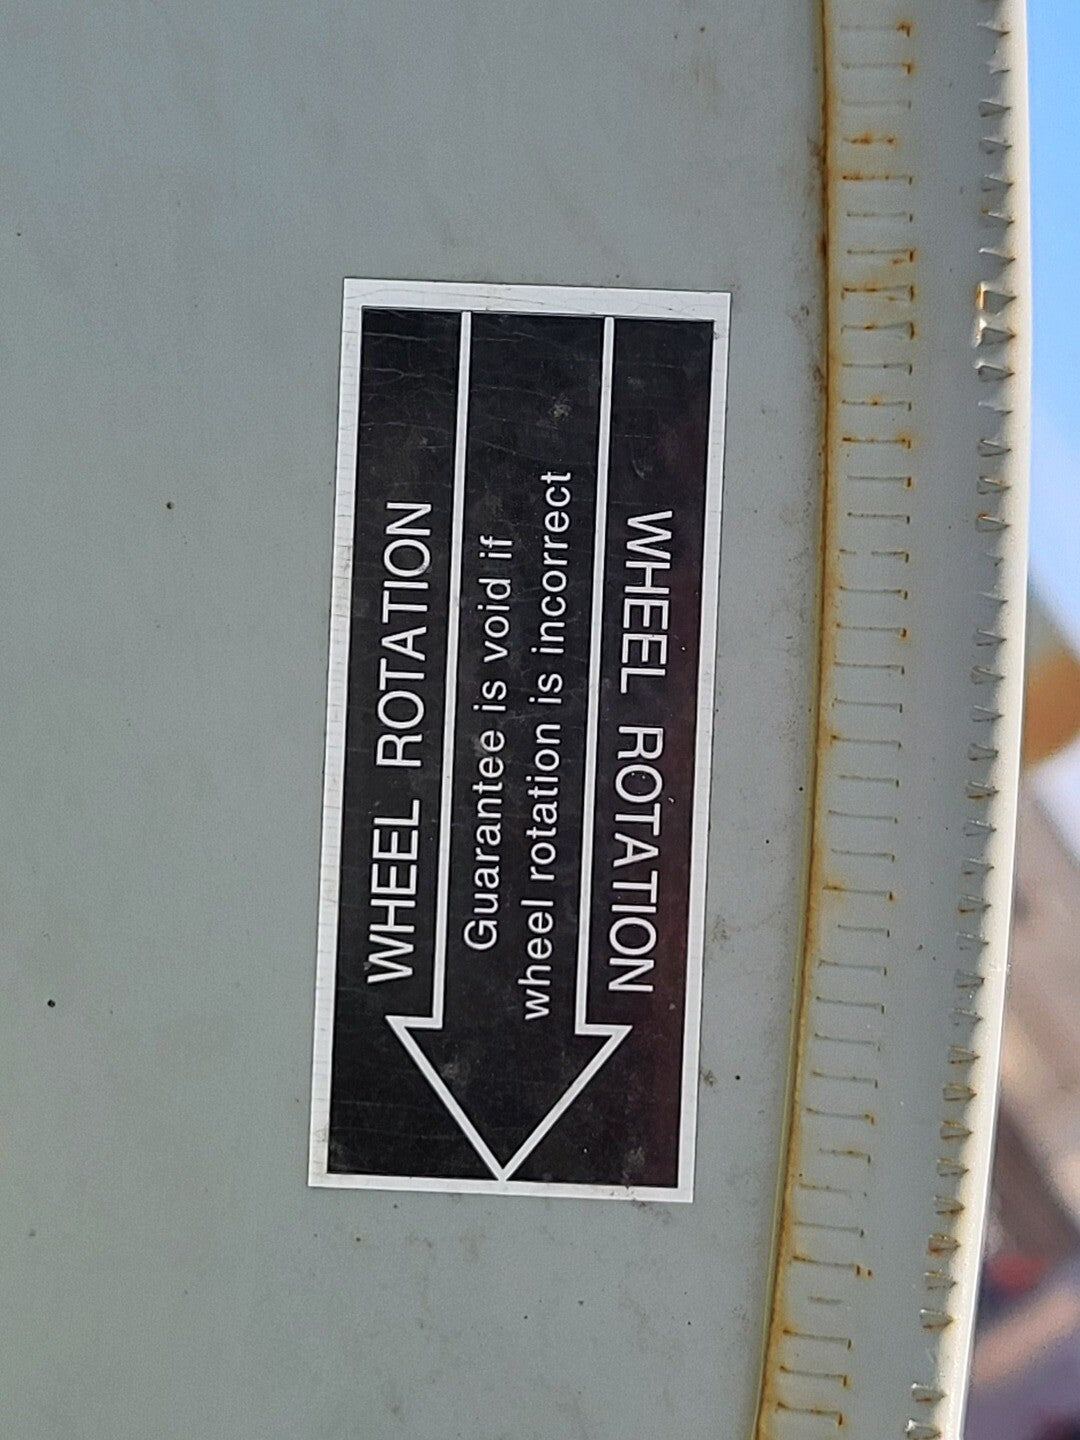 WHEEL ROTATION
Guarantee is void if
wheel rotation is incorrect
WHEEL ROTATION